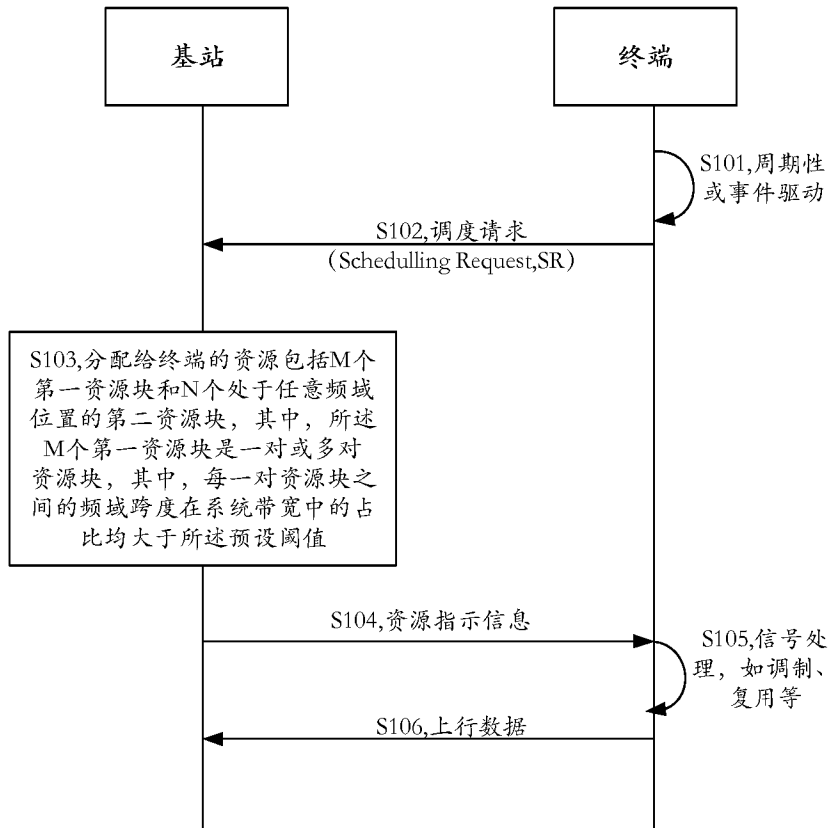 基站
终端
S101,周期性
或事件驱动
S102,调度请求
（Schedulling Request,SR）
S103,分配给终端的资源包括M个
第一资源块和N个处于任意频域
位置的第二资源块，其中，所述
M个第一资源块是一对或多对
资源块，其中，每一对资源块之
间的频域跨度在系统带宽中的占
比均大于所述预设阈值
S104,资源指示信息
S105,信号处
理，如调制、
复用等
S106,上行数据